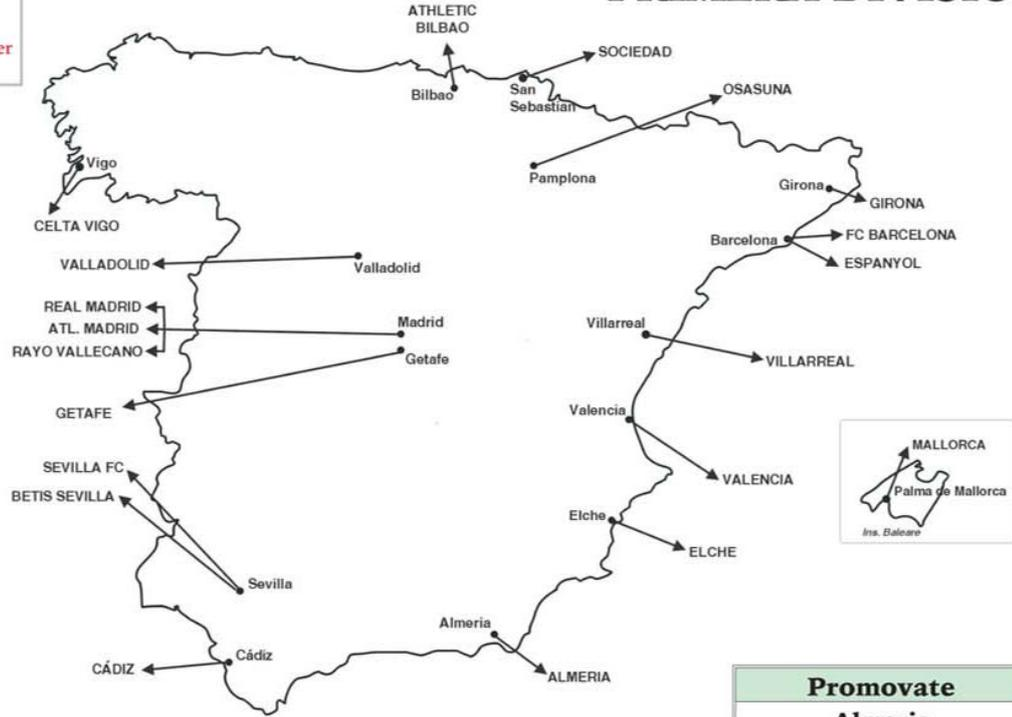 ATHLETIC
BILBAO
er
SOCIEDAD
Bilbao
San
Sebastian
OSASUNA
Vigo
Pamplona
Girona
GIRONA
CELTA VIGO
Barcelona
FC BARCELONA
VALLADOLID
Valladolid
ESPANYOL
REAL MADRID
ATL. MADRID
Madrid
Villarreal
RAYO VALLECANO
Getafe
VILLARREAL
GETAFE
Valencia
SEVILLA FC
VALENCIA
MALLORCA
BETIS SEVILLA
Palma de Mallorca
Elche
Ins. Baleare
ELCHE
Sevilla
Almeria
Cádiz
CÁDIZ
ALMERIA
Promovate